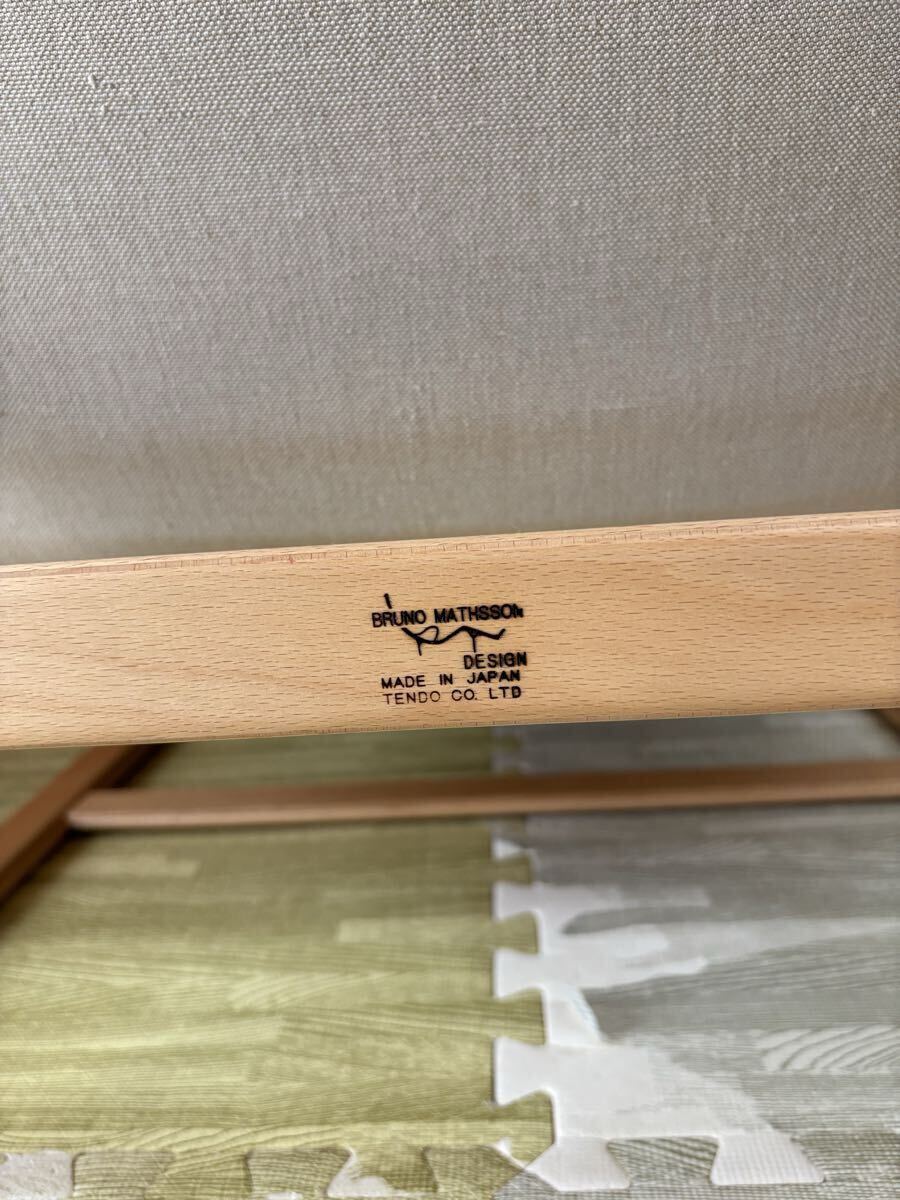 BRUNO MATHSSON
DESIGN
MADE IN JAPAN
TENDO CO. LTD